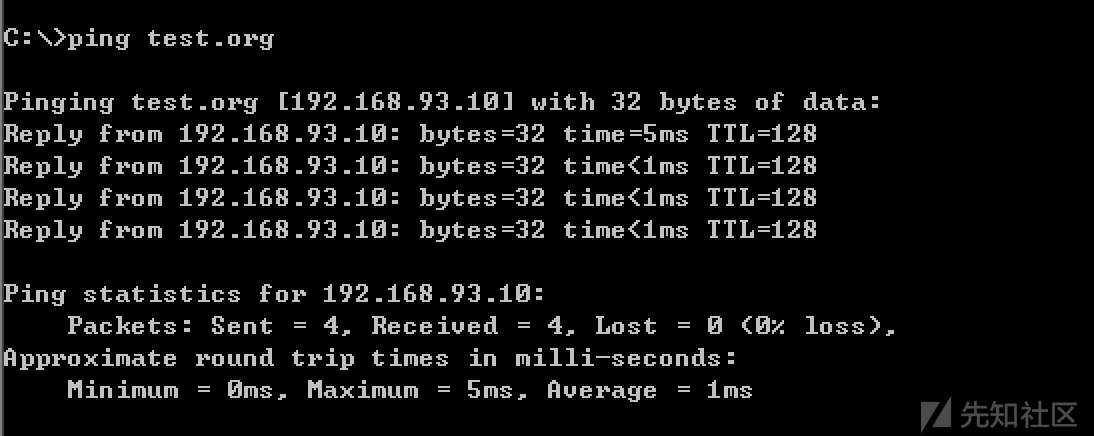 C:\>ping test.org
Pinging test.org [192.168.93.10] with 32 bytes of data:
Reply from 192.168.93.10: bytes=32 time=5ms TTL=128
Reply from 192.168.93.10: bytes=32 time<1ms TTL=128
Reply from 192.168.93.10: bytes=32 time<1ms TTL=128
Reply from 192.168.93.10: bytes=32 time<1ms TTL=128
Ping statistics for 192.168.93.10:
    Packets: Sent = 4, Received = 4, Lost = 0 (0% loss),
Approximate round trip times in milli-seconds:
    Minimum = 0ms, Maximum = 5ms, Average = 1ms
先知社区